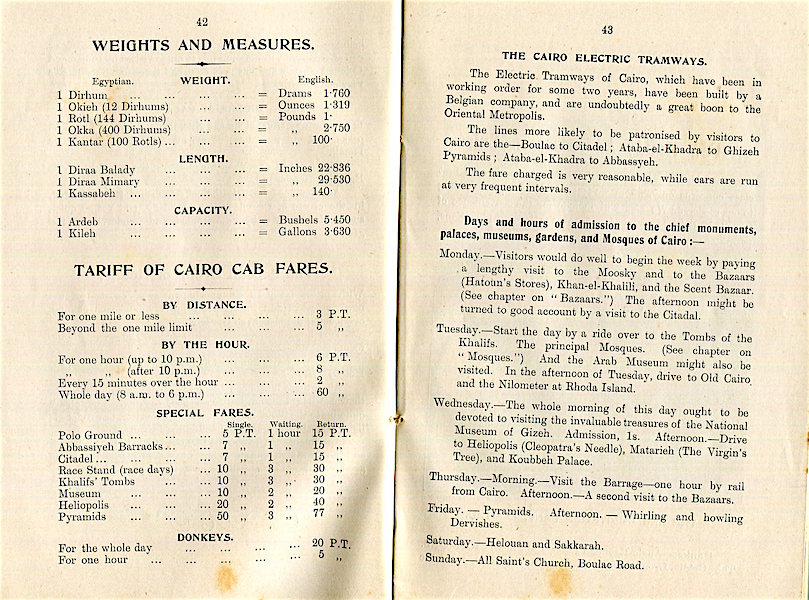 42
WEIGHTS AND MEASURES.
Egyptian. WEIGHT. English.
1 Dirhum ... ... ... ... = Drams 1·760
1 Okieh (12 Dirhums) ... ... = Ounces 1·319
1 Rotl (144 Dirhums) ... ... = Pounds 1·
1 Okka (400 Dirhums) ... ... = ,, 2·750
1 Kantar (100 Rotls) ... ... ... = ,, 100·
LENGTH.
1 Diraa Balady ... ... ... = Inches 22·836
1 Diraa Mimary ... ... ... = ,, 29·530
1 Kassabeh ... ... ... ... = ,, 140·
CAPACITY.
1 Ardeb ... ... ... ... = Bushels 5·450
1 Kileh ... ... ... ... = Gallons 3·630
TARIFF OF CAIRO CAB FARES.
BY DISTANCE.
For one mile or less ... ... ... ... 3 P.T.
Beyond the one mile limit ... ... ... 5 ,,
BY THE HOUR.
For one hour (up to 10 p.m.) ... ... ... 6 P.T.
,, ,, (after 10 p.m.) ... ... ... 8 ,,
Every 15 minutes over the hour ... ... ... 2 ,,
Whole day (8 a.m. to 6 p.m.) ... ... ... 60 ,,
SPECIAL FARES.
Single. Waiting. Return.
Polo Ground ... ... ... 5 P.T. 1 hour 15 P.T.
Abbassiyeh Barracks ... ... 7 ,, 1 ,, 15 ,,
Citadel ... ... ... ... 7 ,, 1 ,, 15 ,,
Race Stand (race days) ... 10 ,, 3 ,, 30 ,,
Khalifs' Tombs ... ... 10 ,, 3 ,, 30 ,,
Museum ... ... ... 10 ,, 2 ,, 20 ,,
Heliopolis ... ... ... 20 ,, 2 ,, 40 ,,
Pyramids ... ... ... 50 ,, 3 ,, 77 ,,
DONKEYS.
For the whole day ... ... ... ... 20 P.T.
For one hour ... ... ... ... 5 ,,
43
THE CAIRO ELECTRIC TRAMWAYS.
The Electric Tramways of Cairo, which have been in
working order for some two years, have been built by a
Belgian company, and are undoubtedly a great boon to the
Oriental Metropolis.
The lines more likely to be patronised by visitors to
Cairo are the—Boulac to Citadel; Ataba-el-Khadra to Ghizeh
Pyramids; Ataba-el-Khadra to Abbassyeh.
The fare charged is very reasonable, while cars are run
at very frequent intervals.
Days and hours of admission to the chief monuments,
palaces, museums, gardens, and Mosques of Cairo:—
Monday.—Visitors would do well to begin the week by paying
a lengthy visit to the Moosky and to the Bazaars
(Hatoun's Stores), Khan-el-Khalili, and the Scent Bazaar.
(See chapter on "Bazaars.") The afternoon might be
turned to good account by a visit to the Citadal.
Tuesday.—Start the day by a ride over to the Tombs of the
Khalifs. The principal Mosques. (See chapter on
"Mosques.") And the Arab Museum might also be
visited. In the afternoon of Tuesday, drive to Old Cairo
and the Nilometer at Rhoda Island.
Wednesday.—The whole morning of this day ought to be
devoted to visiting the invaluable treasures of the National
Museum of Gizeh. Admission, 1s. Afternoon.—Drive
to Heliopolis (Cleopatra's Needle), Matarieh (The Virgin's
Tree), and Koubbeh Palace.
Thursday.—Morning.—Visit the Barrage—one hour by rail
from Cairo. Afternoon.—A second visit to the Bazaars.
Friday. — Pyramids. Afternoon. — Whirling and howling
Dervishes.
Saturday.—Helouan and Sakkarah.
Sunday.—All Saint's Church, Boulac Road.